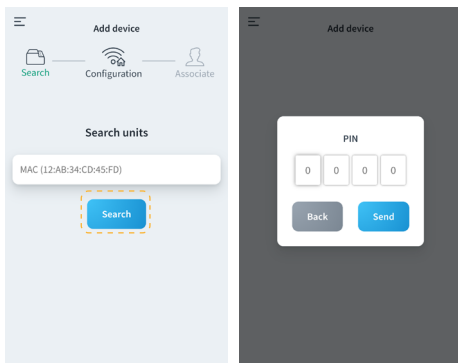 Add device
Search Configuration Associate
Search units
MAC (12:AB:34:CD:45:FD)
Search
Add device
PIN
0 0 0 0
Back Send